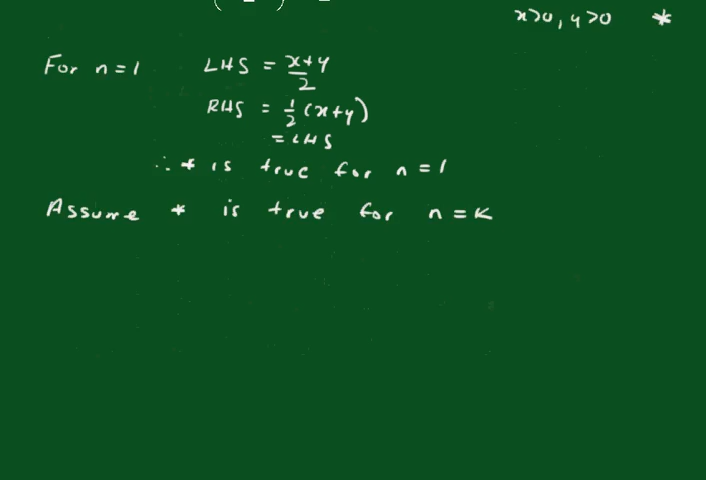 x>0, y>0 *
For n=1 LHS = x+y/2
RHS = 1/2 (x+y)
= LHS
∴ * is true for n=1
Assume * is true for n=K